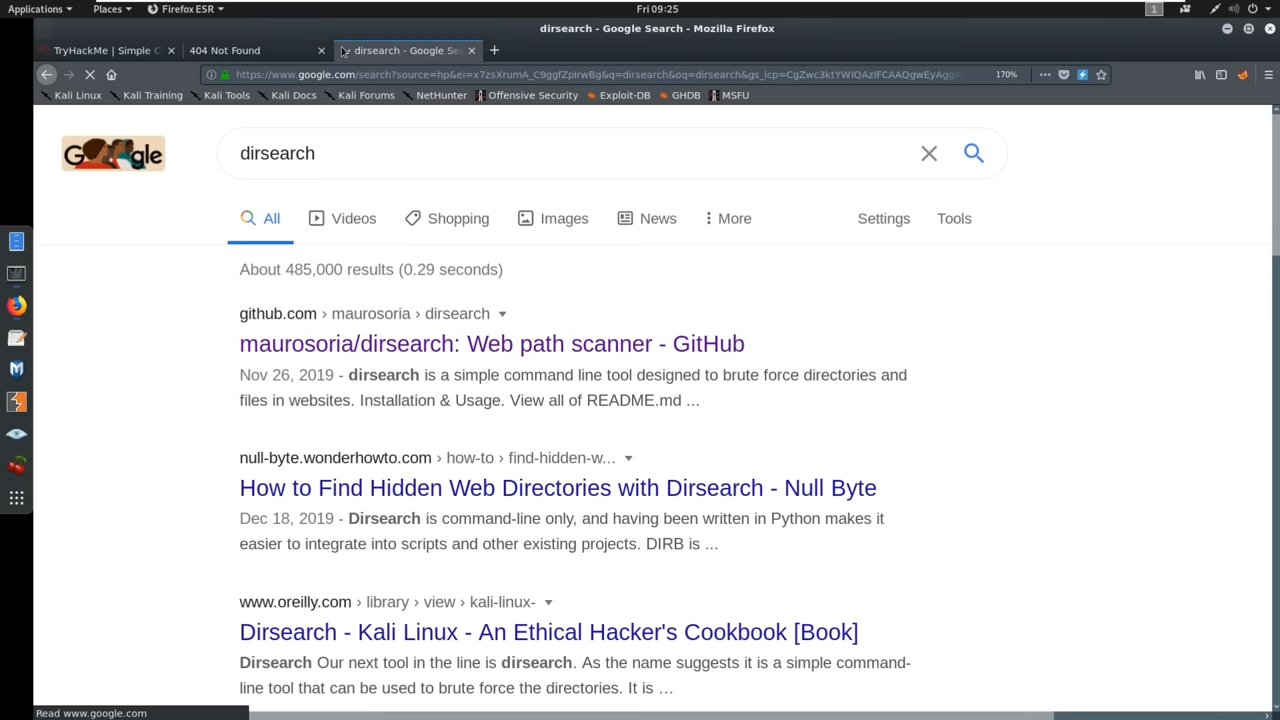 Applications
Places
Firefox ESR
Fri 09:25
1
dirsearch - Google Search - Mozilla Firefox
TryHackMe | Simple C
404 Not Found
dirsearch - Google Sea
170%
Kali Linux
Kali Training
Kali Tools
Kali Docs
Kali Forums
NetHunter
Offensive Security
Exploit-DB
GHDB
MSFU
Google
dirsearch
All
Videos
Shopping
Images
News
More
Settings
Tools
About 485,000 results (0.29 seconds)
github.com › maurosoria › dirsearch
maurosoria/dirsearch: Web path scanner - GitHub
Nov 26, 2019 - dirsearch is a simple command line tool designed to brute force directories and
files in websites. Installation & Usage. View all of README.md ...
null-byte.wonderhowto.com › how-to › find-hidden-w...
How to Find Hidden Web Directories with Dirsearch - Null Byte
Dec 18, 2019 - Dirsearch is command-line only, and having been written in Python makes it
easier to integrate into scripts and other existing projects. DIRB is ...
www.oreilly.com › library › view › kali-linux-
Dirsearch - Kali Linux - An Ethical Hacker's Cookbook [Book]
Dirsearch Our next tool in the line is dirsearch. As the name suggests it is a simple command-
line tool that can be used to brute force the directories. It is ...
Read www.google.com